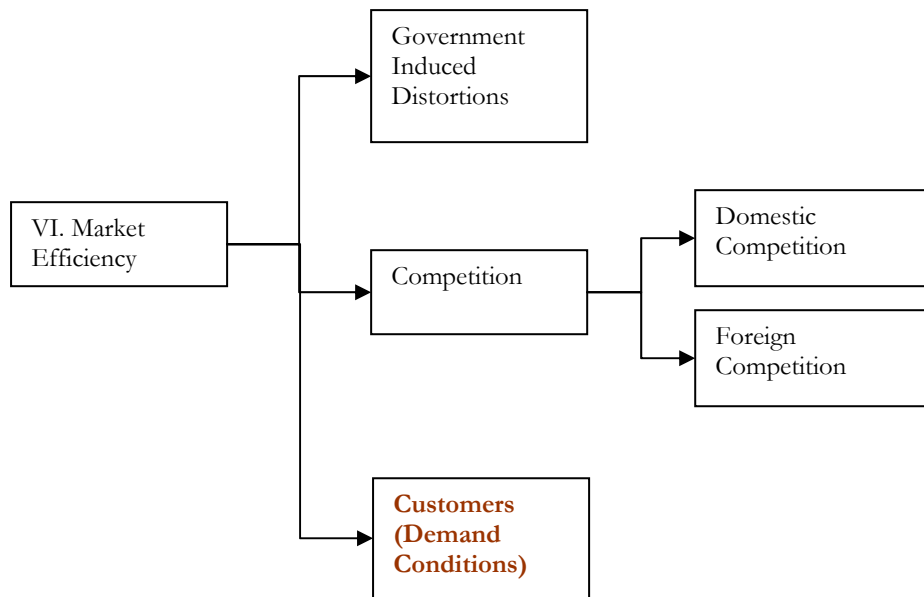 Government
Induced
Distortions
VI. Market
Efficiency
Competition
Domestic
Competition
Foreign
Competition
Customers
(Demand
Conditions)